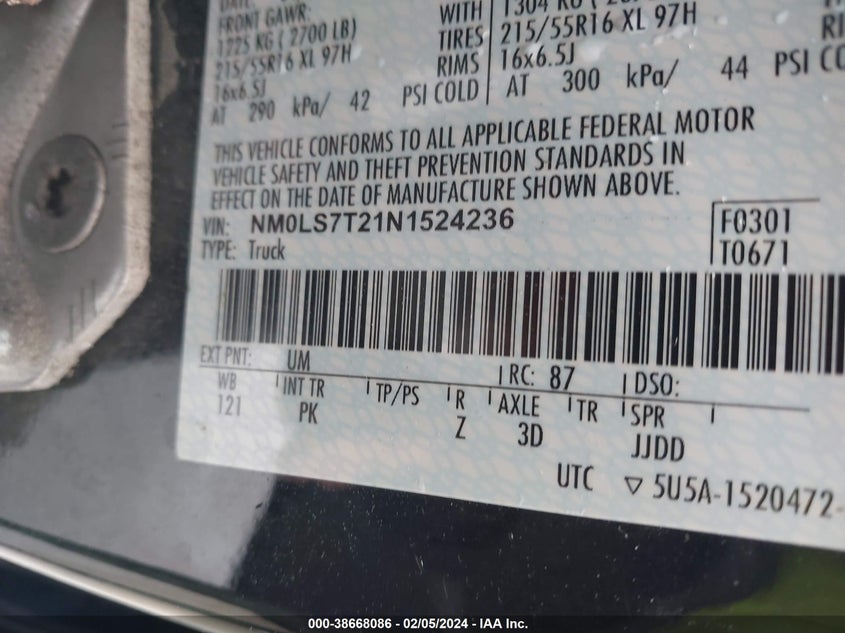 FRONT GAWR:
1225 KG ( 2700 LB)
215/55R16 XL 97H
16x6.5J
AT 290 kPa/ 42 PSI COLD
WITH
TIRES
RIMS
1304 KG (
215/55R16 XL 97H
16x6.5J
AT 300 kPa/ 44 PSI CO
THIS VEHICLE CONFORMS TO ALL APPLICABLE FEDERAL MOTOR
VEHICLE SAFETY AND THEFT PREVENTION STANDARDS IN
EFFECT ON THE DATE OF MANUFACTURE SHOWN ABOVE.
VIN: NM0LS7T21N1524236
TYPE: Truck
F0301
T0671
EXT PNT: UM RC: 87 DSO:
WB INT TR TP/PS R AXLE TR SPR
121 PK Z 3D JJDD
UTC ▽ 5U5A-1520472-
000-38668086 - 02/05/2024 - IAA Inc.